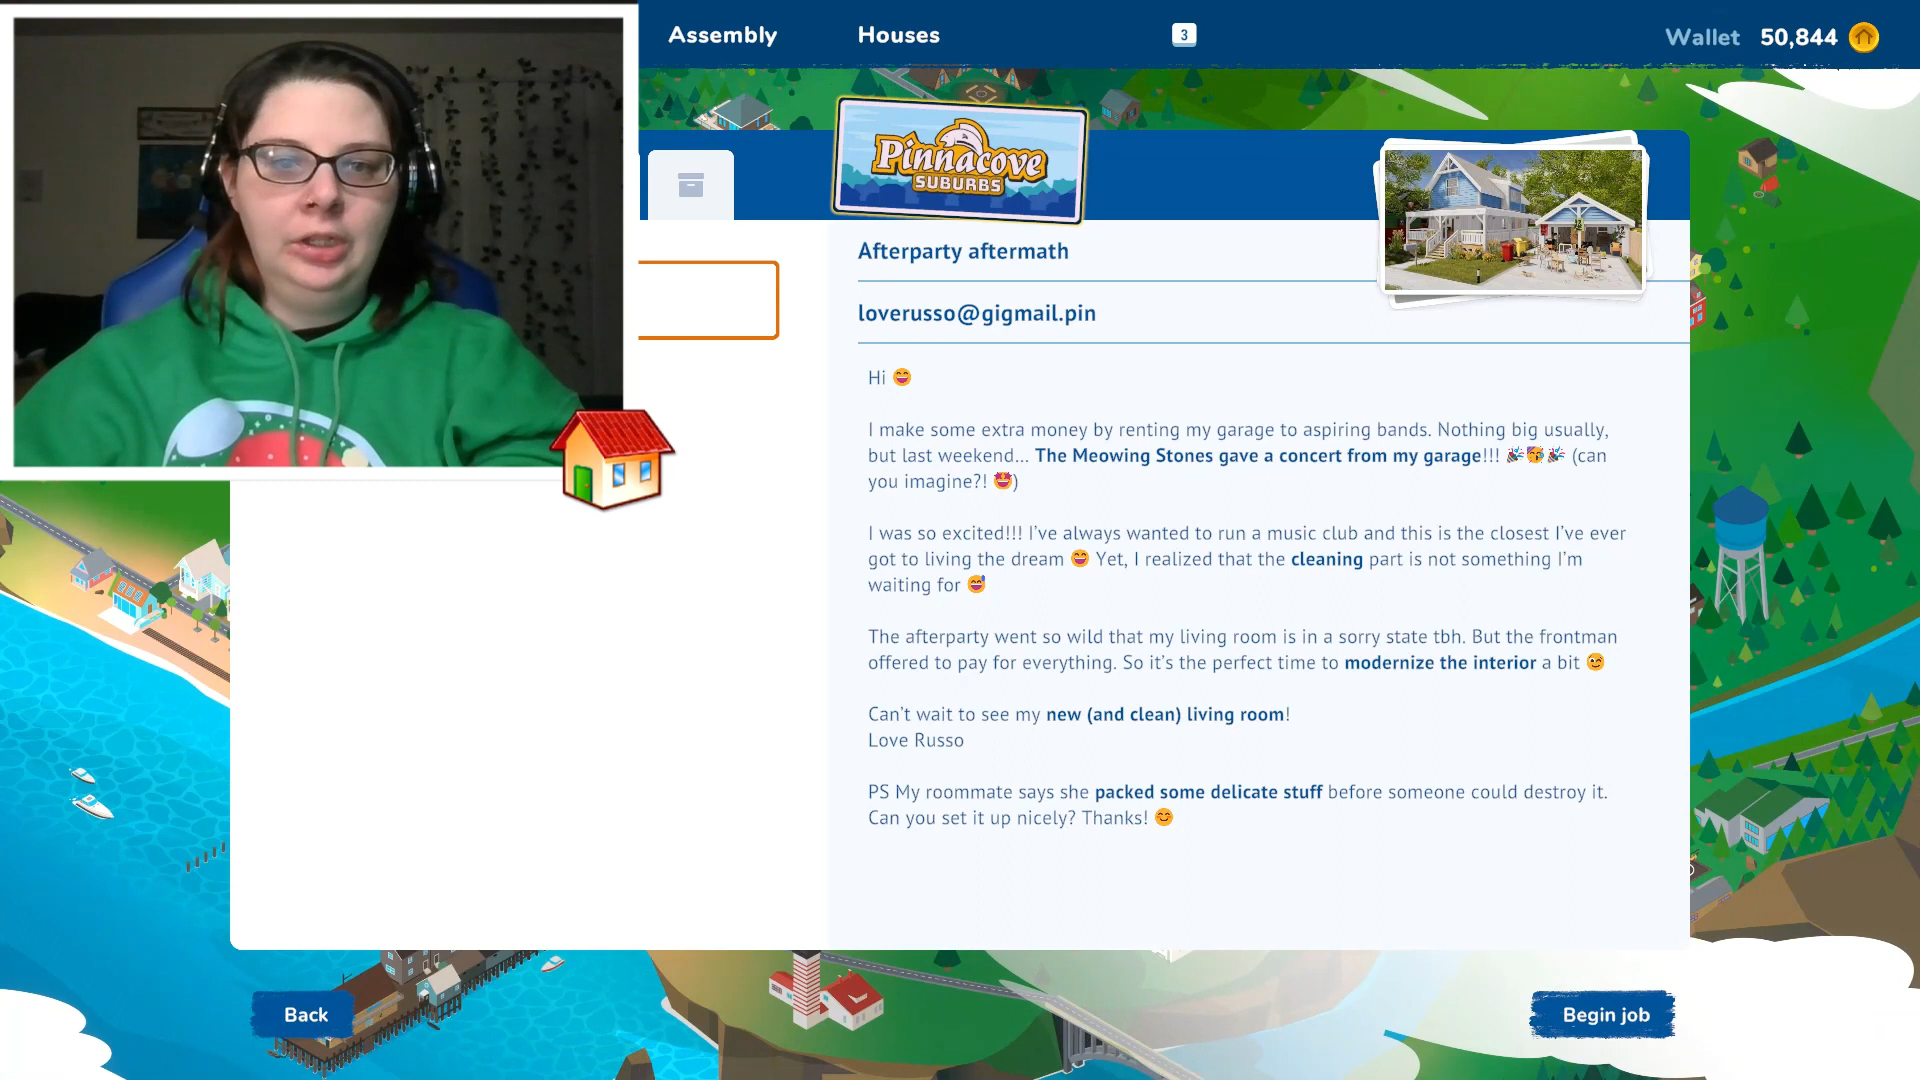 Assembly
Houses
3
Wallet 50,844
Pinnacove
SUBURBS
Afterparty aftermath
loverusso@gigmail.pin
Hi 😄
I make some extra money by renting my garage to aspiring bands. Nothing big usually,
but last weekend... The Meowing Stones gave a concert from my garage!!! 🎉🥳🎉 (can
you imagine?! 🤩)
I was so excited!!! I've always wanted to run a music club and this is the closest I've ever
got to living the dream 😄 Yet, I realized that the cleaning part is not something I'm
waiting for 😅
The afterparty went so wild that my living room is in a sorry state tbh. But the frontman
offered to pay for everything. So it's the perfect time to modernize the interior a bit 😉
Can't wait to see my new (and clean) living room!
Love Russo
PS My roommate says she packed some delicate stuff before someone could destroy it.
Can you set it up nicely? Thanks! 😊
Back
Begin job